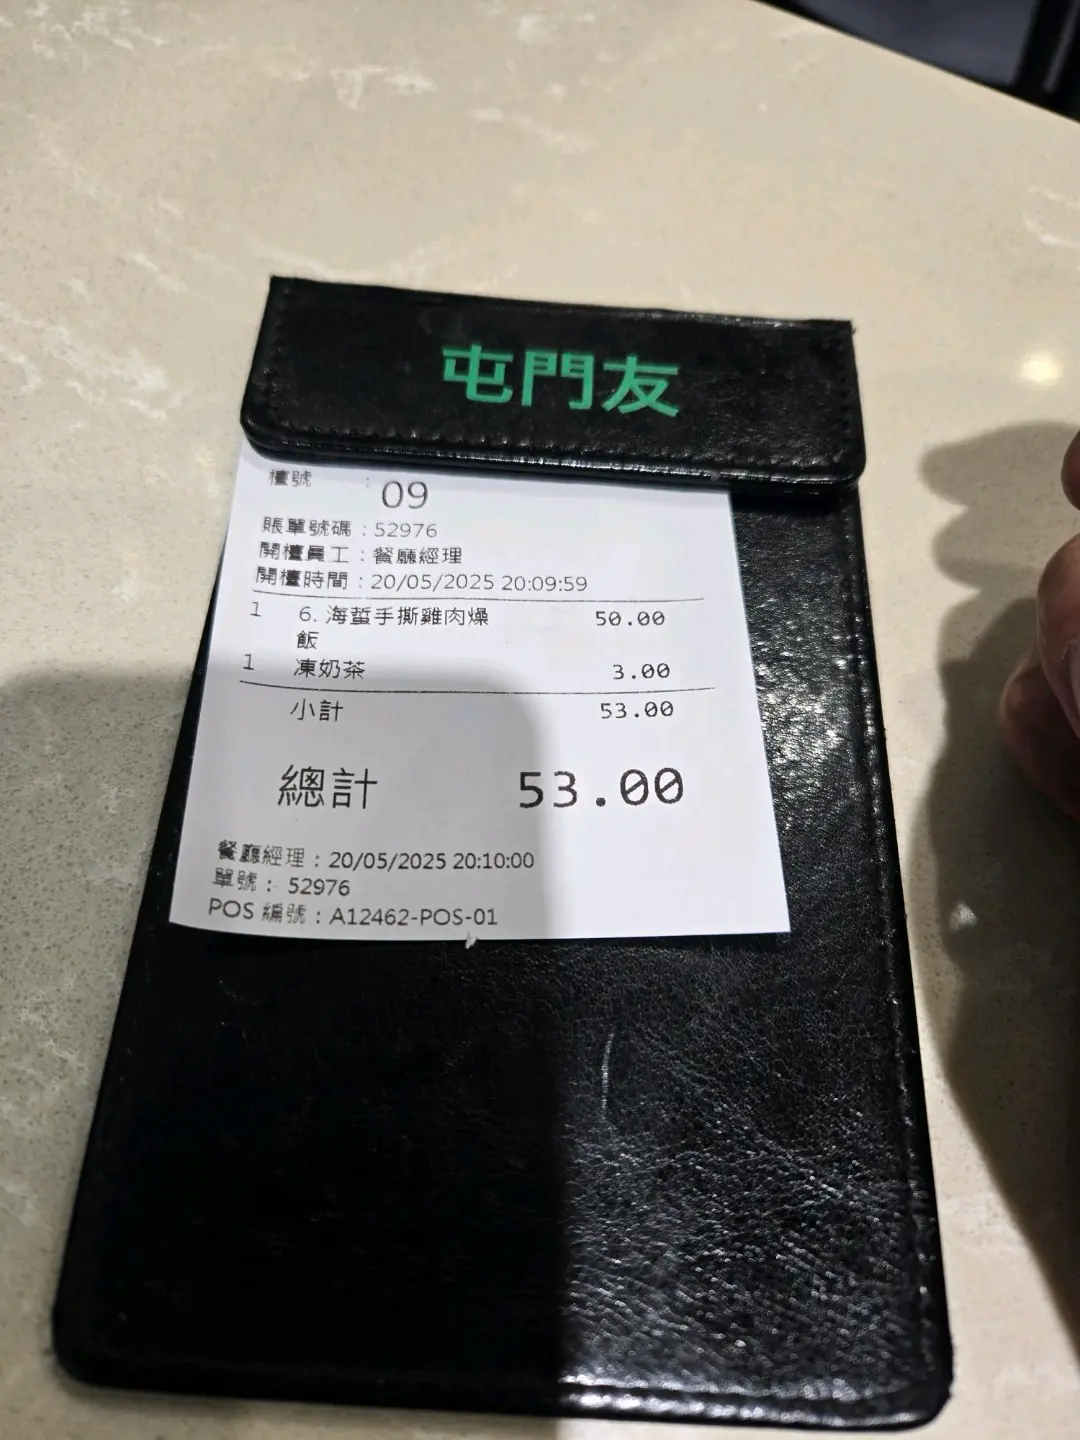 屯門友
檯號 : 09
賬單號碼 : 52976
開檯員工 : 餐廳經理
開檯時間 : 20/05/2025 20:09:59
1 6. 海蜇手撕雞肉燥 50.00
飯
1 凍奶茶 3.00
小計 53.00
總計 53.00
餐廳經理 : 20/05/2025 20:10:00
單號 : 52976
POS 編號 : A12462-POS-01